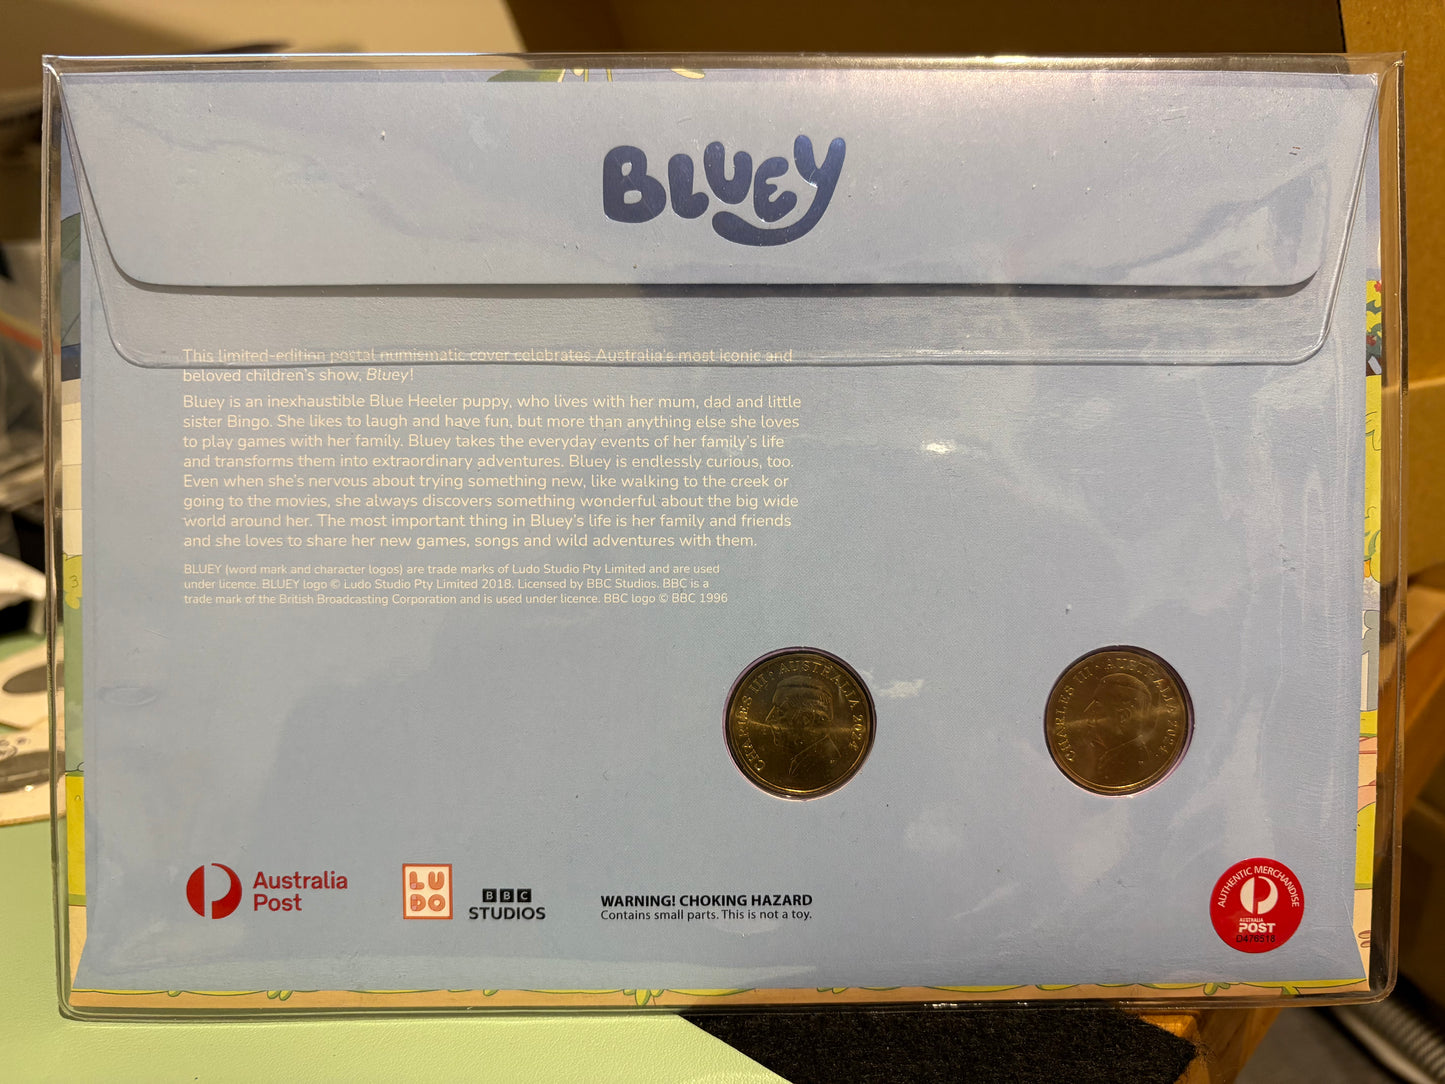 BLUEY
This limited-edition postal numismatic cover celebrates Australia's most iconic and
beloved children's show, Bluey!
Bluey is an inexhaustible Blue Heeler puppy, who lives with her mum, dad and little
sister Bingo. She likes to laugh and have fun, but more than anything else she loves
to play games with her family. Bluey takes the everyday events of her family's life
and transforms them into extraordinary adventures. Bluey is endlessly curious, too.
Even when she's nervous about trying something new, like walking to the creek or
going to the movies, she always discovers something wonderful about the big wide
world around her. The most important thing in Bluey's life is her family and friends
and she loves to share her new games, songs and wild adventures with them.
BLUEY (word mark and character logos) are trade marks of Ludo Studio Pty Limited and are used
under licence. BLUEY logo © Ludo Studio Pty Limited 2018. Licensed by BBC Studios. BBC is a
trade mark of the British Broadcasting Corporation and is used under licence. BBC logo © BBC 1996
CHARLES III · AUSTRALIA 2024
CHARLES III · AUSTRALIA 2024
Australia
Post
LU
DO
BBC
STUDIOS
WARNING! CHOKING HAZARD
Contains small parts. This is not a toy.
AUTHENTIC MERCHANDISE
AUSTRALIA
POST